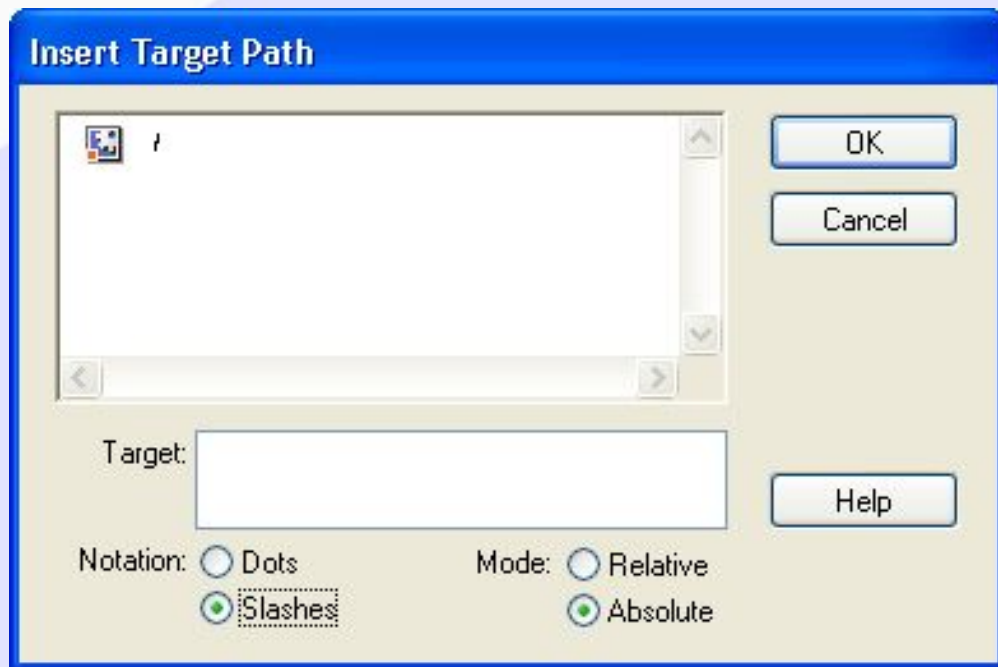 Insert Target Path
/
OK
Cancel
Target:
Help
Notation: Dots Mode: Relative
Slashes Absolute